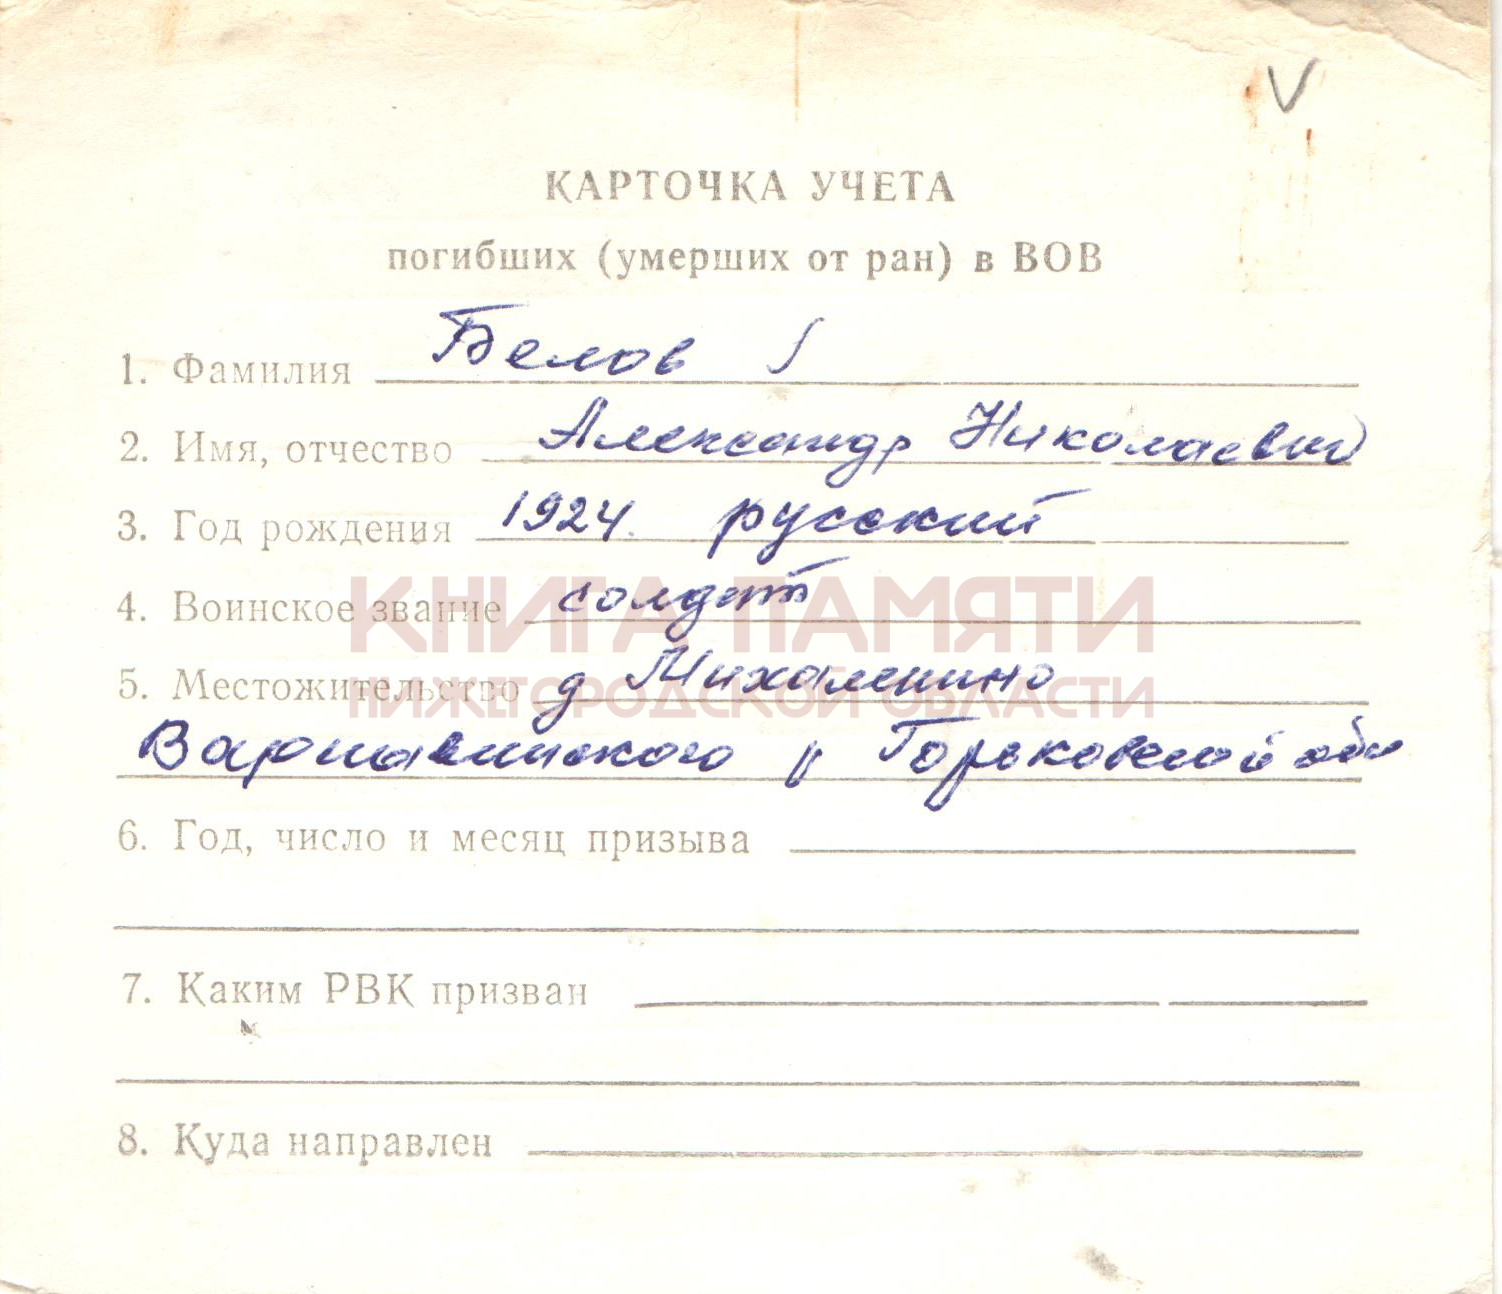 V
КАРТОЧКА УЧЕТА
погибших (умерших от ран) в ВОВ
1. Фамилия Белов
2. Имя, отчество Александр Николаевич
3. Год рождения 1924. русский
4. Воинское звание солдат
КНИГА ПАМЯТИ
5. Местожительство д Михаленино
НИЖЕГОРОДСКОЙ ОБЛАСТИ
Варнавинского р Горьковской обл
6. Год, число и месяц призыва
7. Каким РВК призван
8. Куда направлен